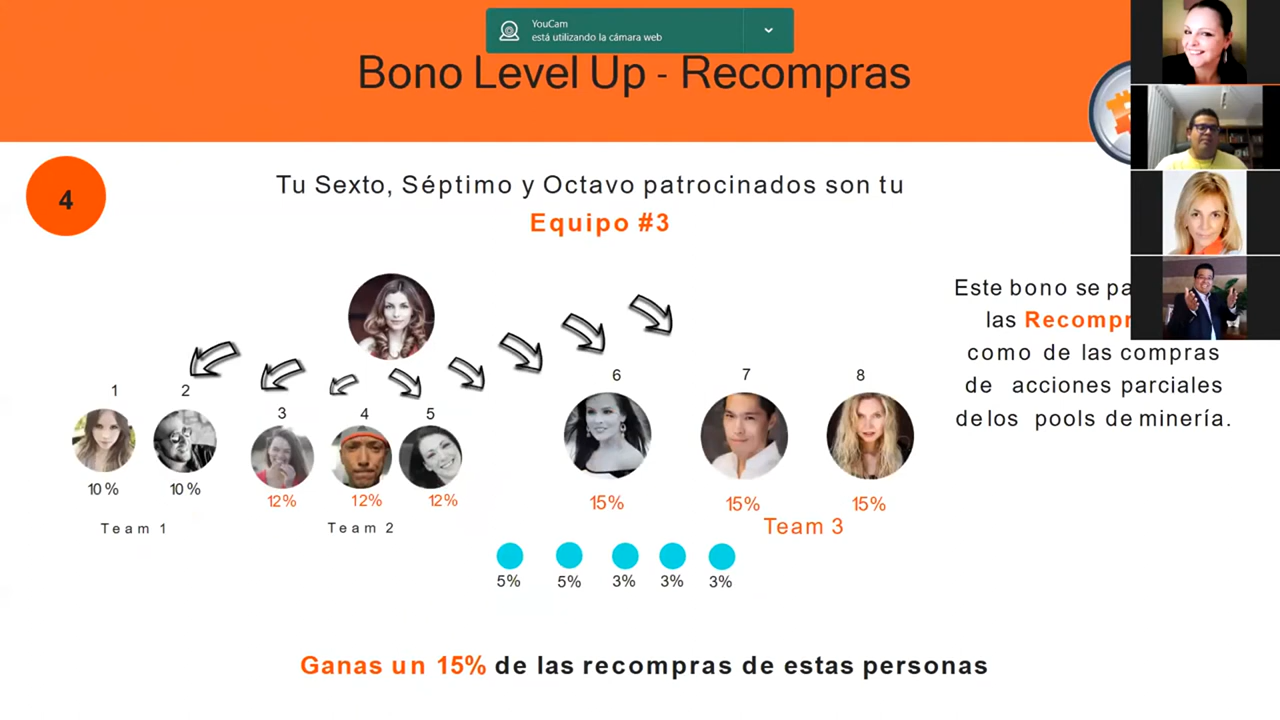 YouCam
está utilizando la cámara web
Bono Level Up - Recompras
4
Tu Sexto, Séptimo y Octavo patrocinados son tu
Equipo #3
Este bono se
las
como de las compras
de acciones parciales
de los pools de minería.
1 2 3 4 5 6 7 8
10 % 10 % 12% 12% 12% 15% 15% 15%
Team 1 Team 2 Team 3
5% 5% 3% 3% 3%
Ganas un 15% de las recompras de estas personas